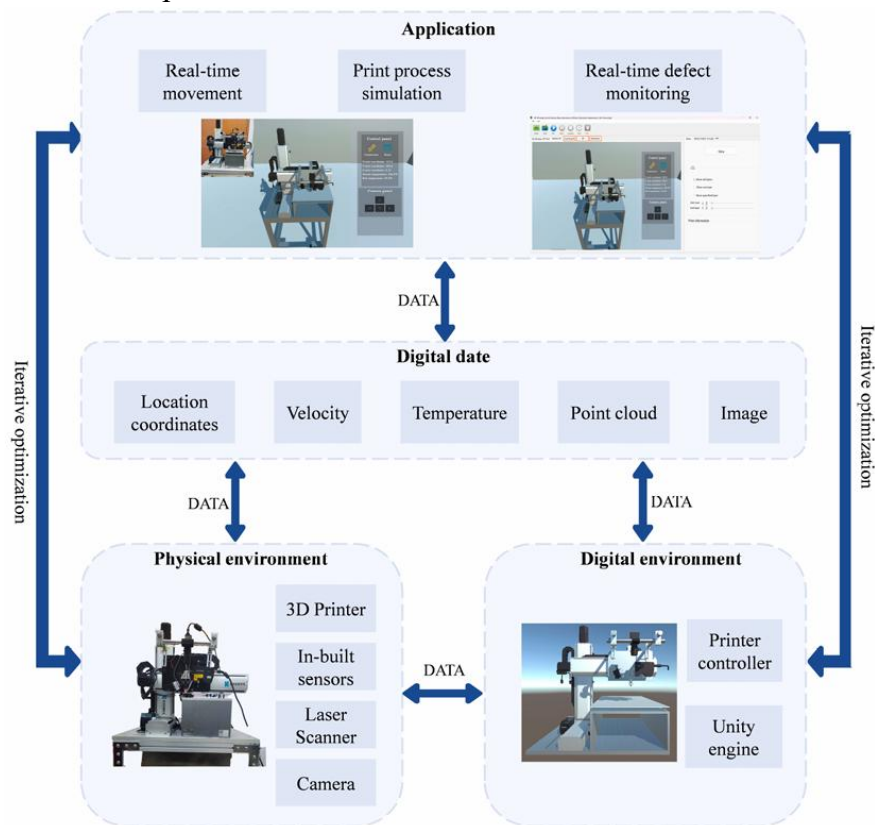 Application
Real-time
movement
Print process
simulation
Real-time defect
monitoring
Control panel
DATA
Iterative optimization
Iterative optimization
Digital date
Location
coordinates
Velocity
Temperature
Point cloud
Image
DATA
DATA
Physical environment
3D Printer
In-built
sensors
Laser
Scanner
Camera
DATA
Digital environment
Printer
controller
Unity
engine